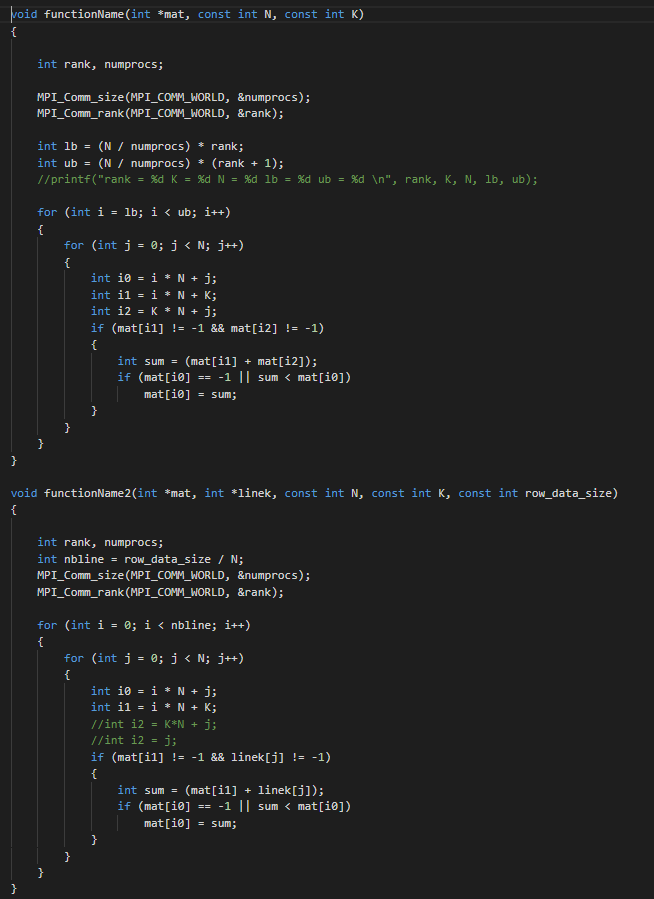 void functionName(int *mat, const int N, const int K)
{
int rank, numprocs;
MPI_Comm_size(MPI_COMM_WORLD, &numprocs);
MPI_Comm_rank(MPI_COMM_WORLD, &rank);
int lb = (N / numprocs) * rank;
int ub = (N / numprocs) * (rank + 1);
//printf("rank = %d K = %d N = %d lb = %d ub = %d \n", rank, K, N, lb, ub);
for (int i = lb; i < ub; i++)
{
for (int j = 0; j < N; j++)
{
int i0 = i * N + j;
int i1 = i * N + K;
int i2 = K * N + j;
if (mat[i1] != -1 && mat[i2] != -1)
{
int sum = (mat[i1] + mat[i2]);
if (mat[i0] == -1 || sum < mat[i0])
mat[i0] = sum;
}
}
}
}
void functionName2(int *mat, int *linek, const int N, const int K, const int row_data_size)
{
int rank, numprocs;
int nbline = row_data_size / N;
MPI_Comm_size(MPI_COMM_WORLD, &numprocs);
MPI_Comm_rank(MPI_COMM_WORLD, &rank);
for (int i = 0; i < nbline; i++)
{
for (int j = 0; j < N; j++)
{
int i0 = i * N + j;
int i1 = i * N + K;
//int i2 = K*N + j;
//int i2 = j;
if (mat[i1] != -1 && linek[j] != -1)
{
int sum = (mat[i1] + linek[j]);
if (mat[i0] == -1 || sum < mat[i0])
mat[i0] = sum;
}
}
}
}